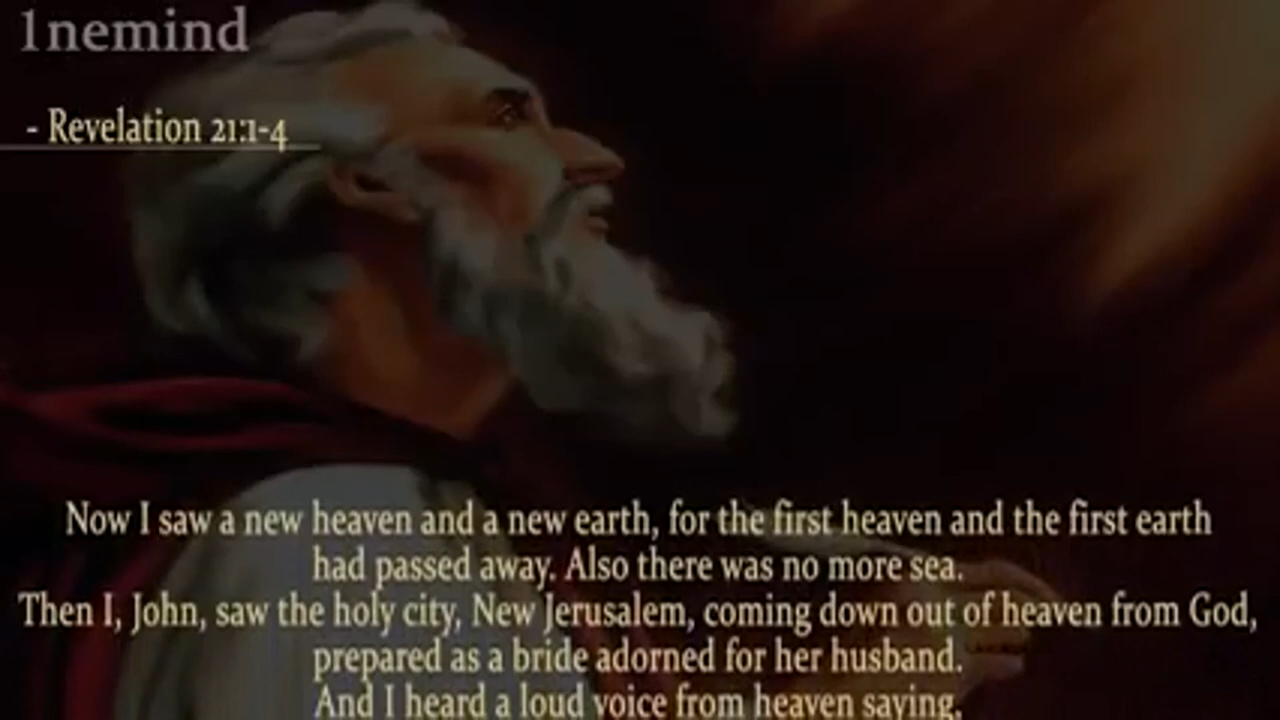 1nemind
- Revelation 21:1-4
Now I saw a new heaven and a new earth, for the first heaven and the first earth
had passed away. Also there was no more sea.
Then I, John, saw the holy city, New Jerusalem, coming down out of heaven from God,
prepared as a bride adorned for her husband.
And I heard a loud voice from heaven saying,